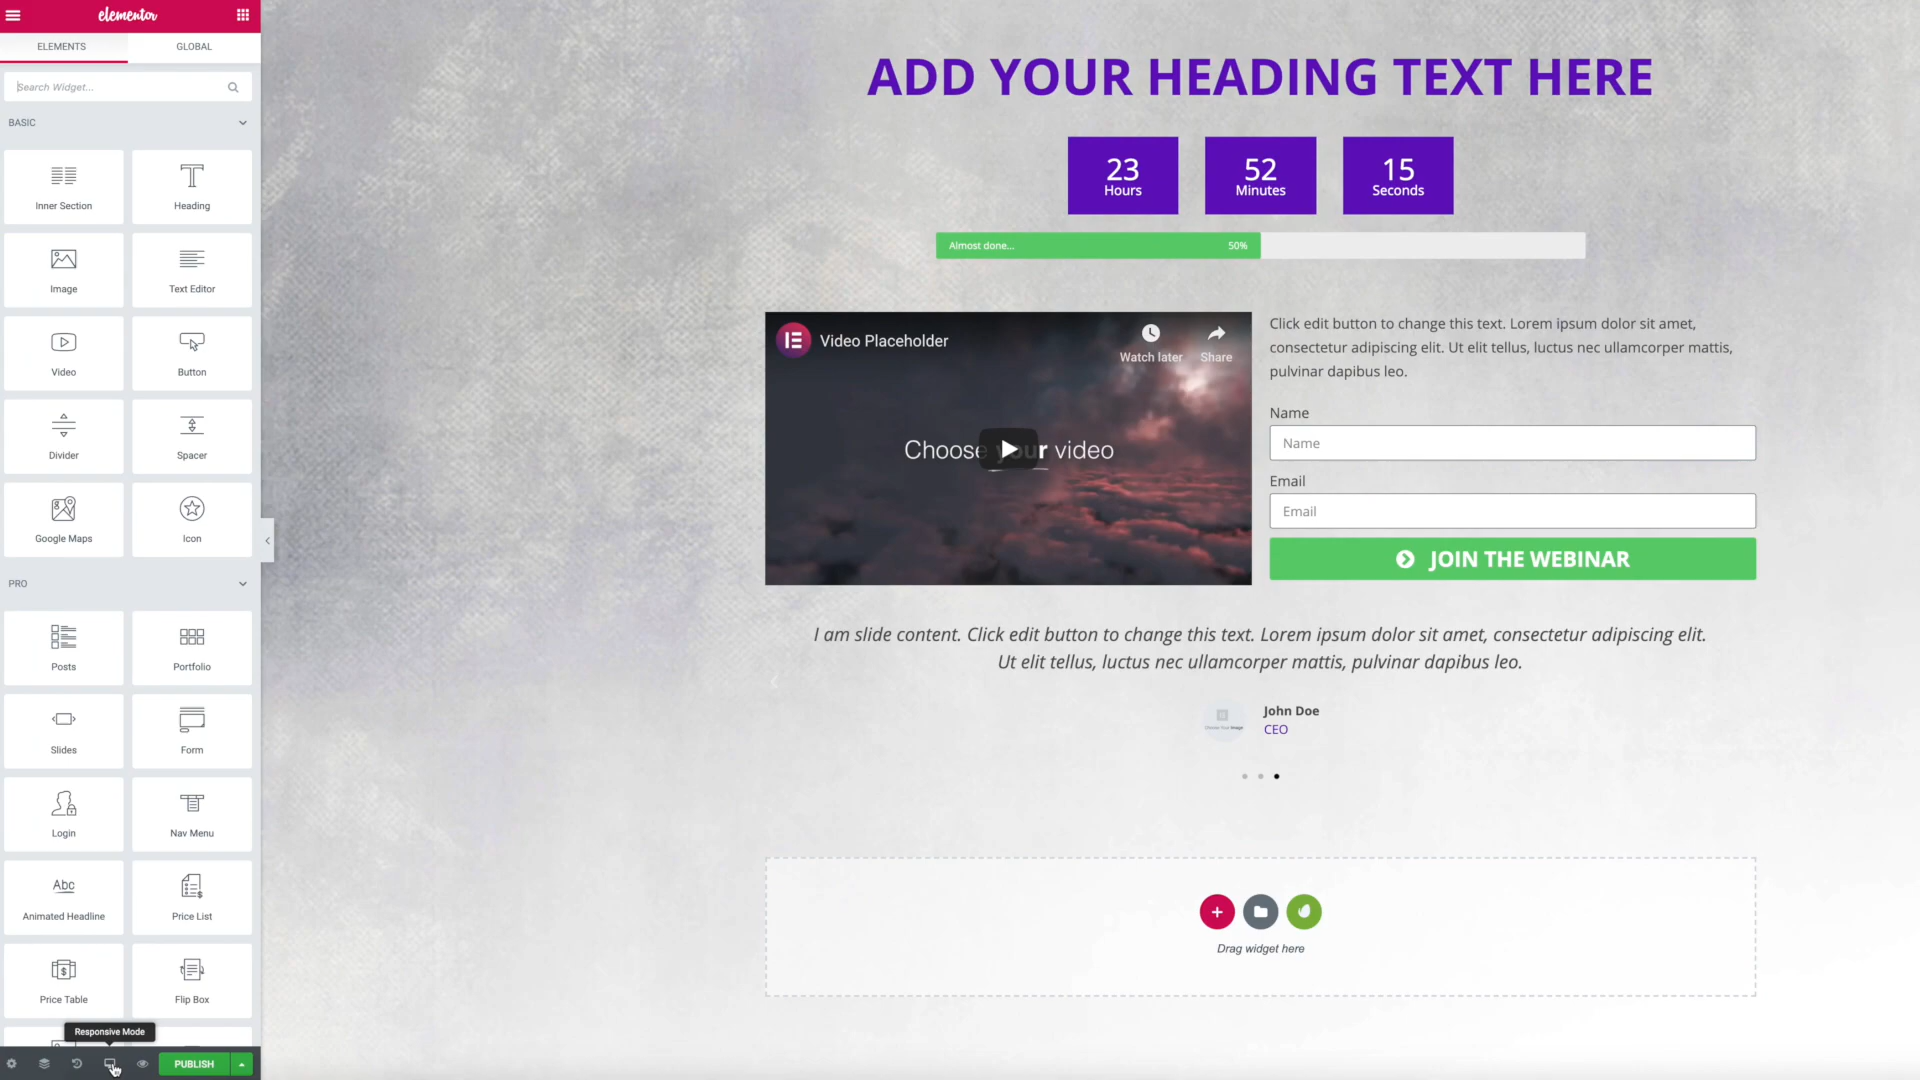 elementor
ELEMENTS
GLOBAL
Search Widget...
BASIC
Inner Section
Heading
Image
Text Editor
Video
Button
Divider
Spacer
Google Maps
Icon
PRO
Posts
Portfolio
Slides
Form
Login
Nav Menu
Abc
Animated Headline
Price List
Price Table
Flip Box
Responsive Mode
PUBLISH
ADD YOUR HEADING TEXT HERE
23
Hours
52
Minutes
15
Seconds
Almost done...
50%
Video Placeholder
Watch later
Share
Choose your video
Click edit button to change this text. Lorem ipsum dolor sit amet,
consectetur adipiscing elit. Ut elit tellus, luctus nec ullamcorper mattis,
pulvinar dapibus leo.
Name
Name
Email
Email
JOIN THE WEBINAR
I am slide content. Click edit button to change this text. Lorem ipsum dolor sit amet, consectetur adipiscing elit.
Ut elit tellus, luctus nec ullamcorper mattis, pulvinar dapibus leo.
Choose Your Image
John Doe
CEO
Drag widget here